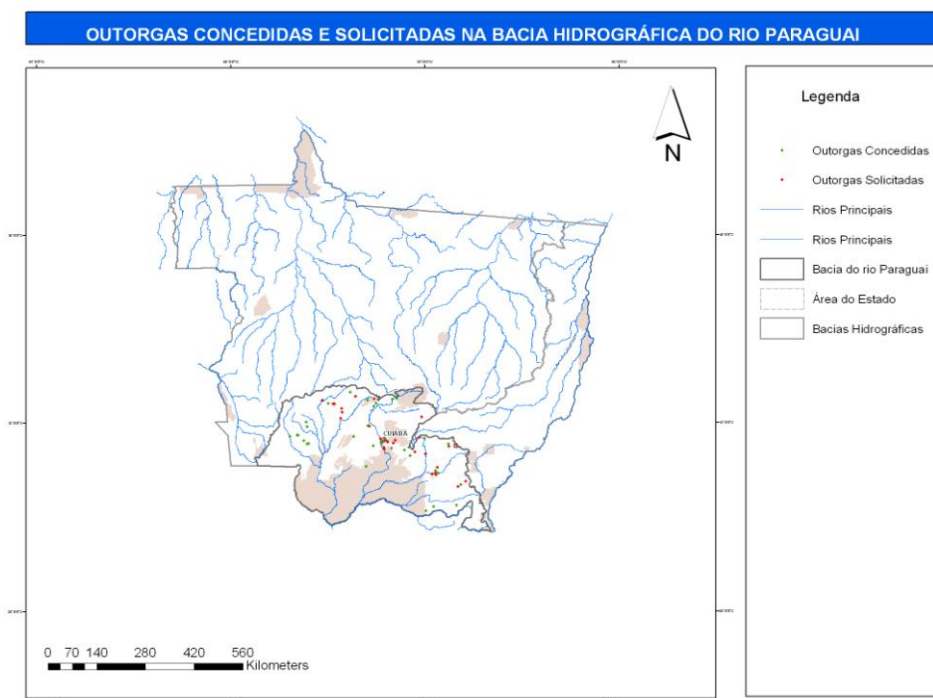 OUTORGAS CONCEDIDAS E SOLICITADAS NA BACIA HIDROGRÁFICA DO RIO PARAGUAI
N
CUIABÁ
0 70 140 280 420 560
Kilometers
Legenda
Outorgas Concedidas
Outorgas Solicitadas
Rios Principais
Rios Principais
Bacia do rio Paraguai
Área do Estado
Bacias Hidrográficas